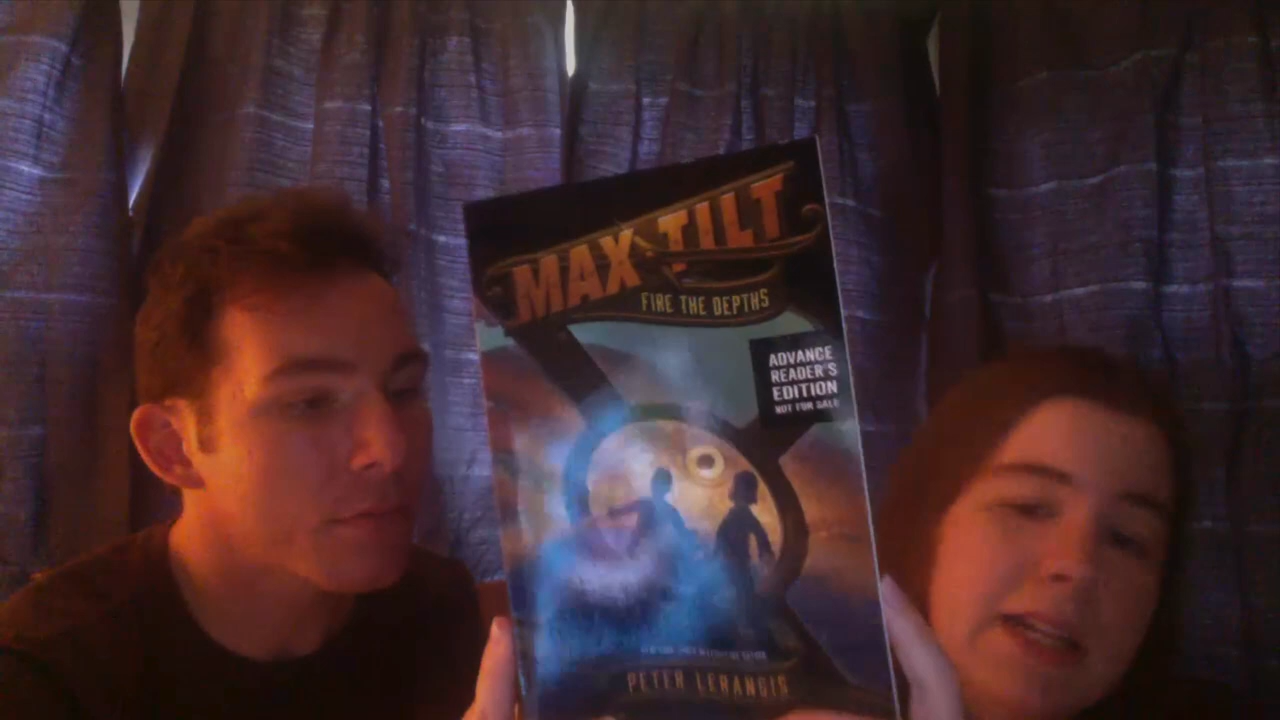 MAX TILT
FIRE THE DEPTHS
ADVANCE
READER'S
EDITION
NOT FOR SALE
PETER LERANGIS